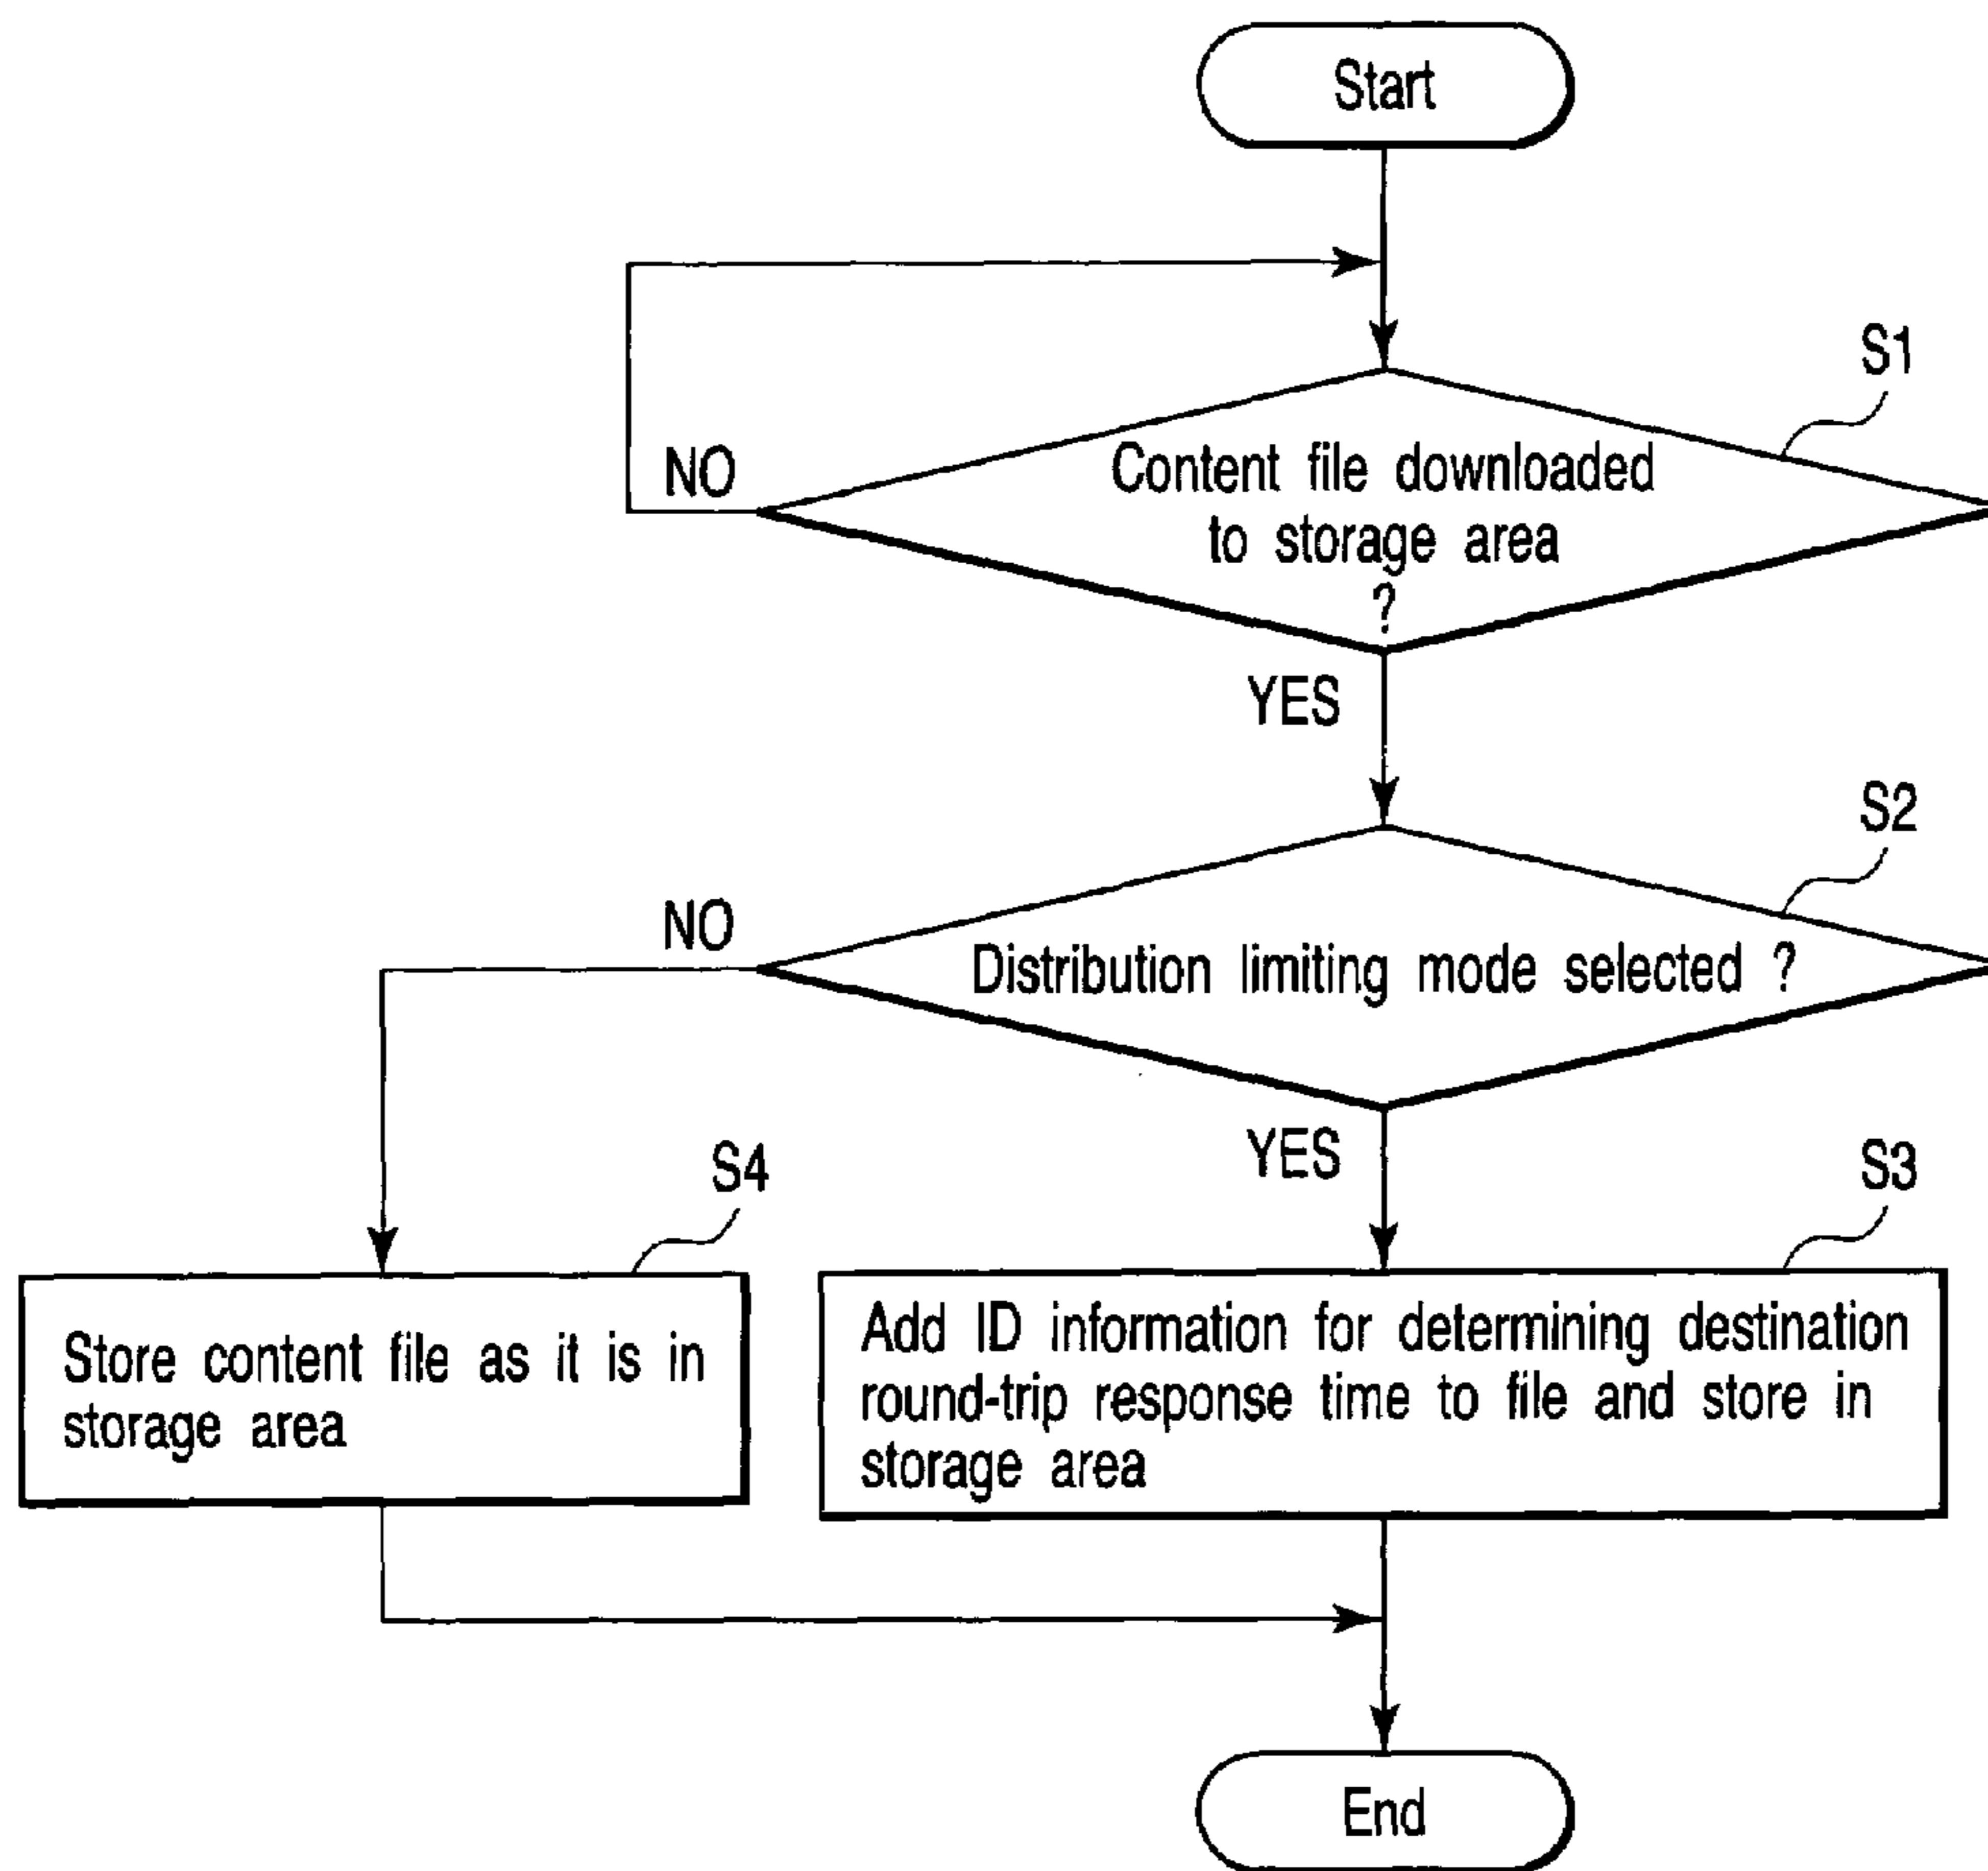 Start
S1
NO
Content file downloaded
to storage area
?
YES
S2
NO
Distribution limiting mode selected ?
YES
S4
S3
Store content file as it is in
storage area
Add ID information for determining destination
round-trip response time to file and store in
storage area
End